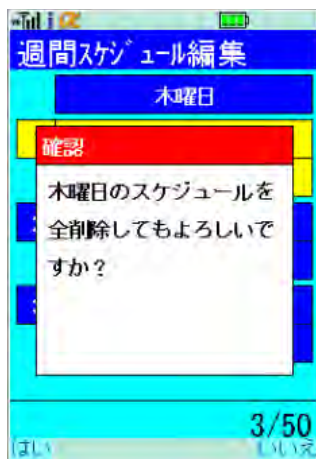 週間スケジュール編集
木曜日
確認
木曜日のスケジュールを
全削除してもよろしいで
すか？
3/50
はい いいえ